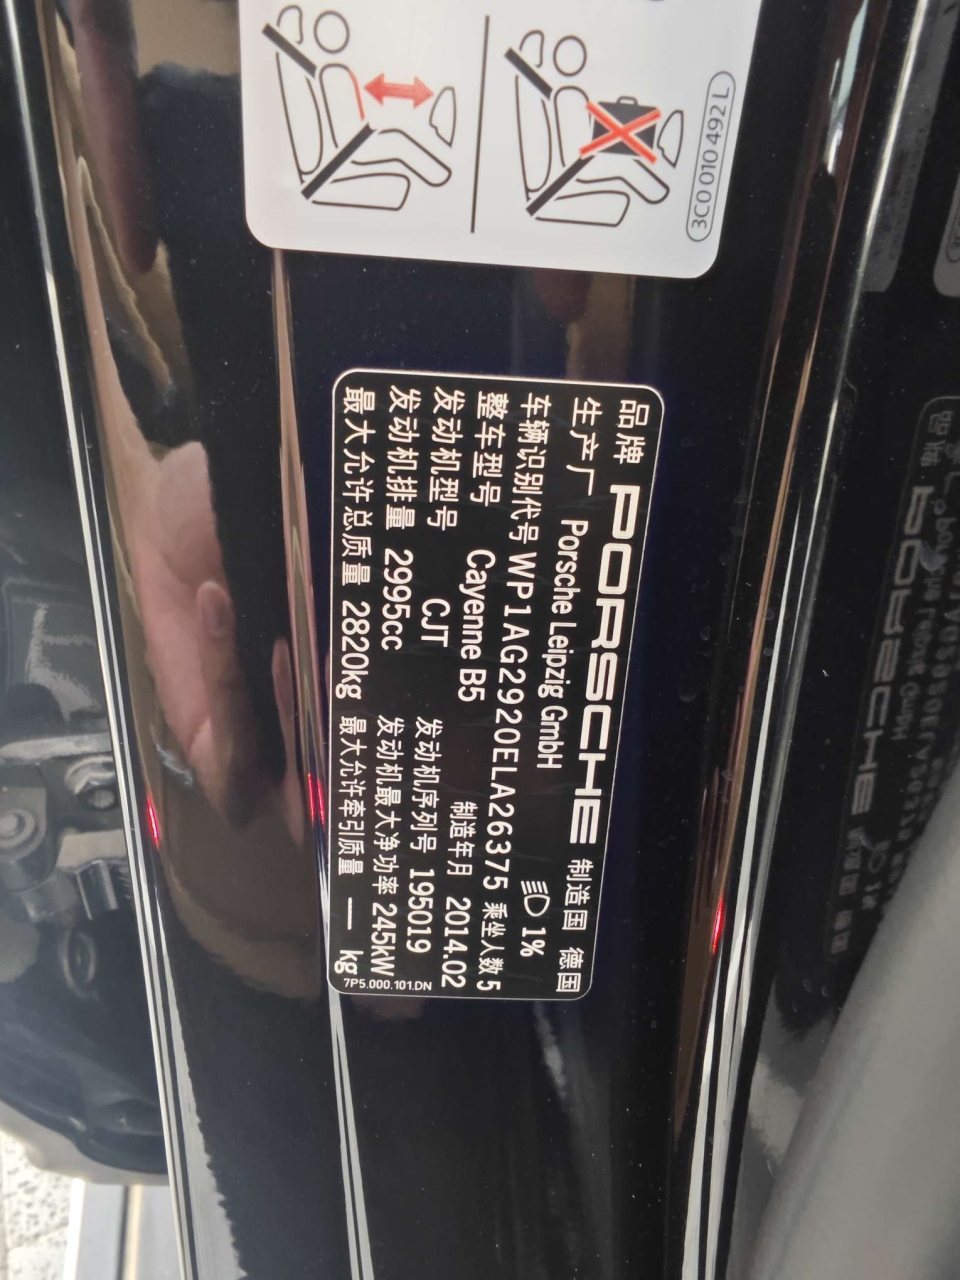 3C0 010 492 L
品牌 PORSCHE 制造国 德国
生产厂 Porsche Leipzig GmbH 1%
车辆识别代号 WP1AG2920ELA26375 乘坐人数 5
整车型号 Cayenne B5 制造年月 2014.02
发动机型号 CJT 发动机序列号 195019
发动机排量 2995cc 发动机最大净功率 245kW
最大允许总质量 2820kg 最大允许牵引质量 — kg
7P5.000.101.DN